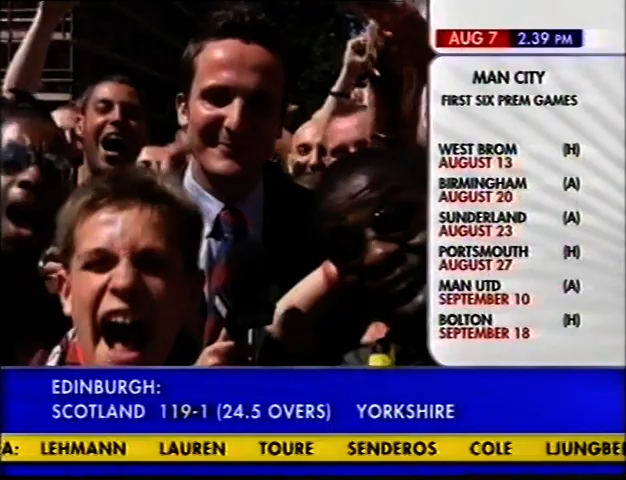 AUG 7 2.39 PM
MAN CITY
FIRST SIX PREM GAMES
WEST BROM (H)
AUGUST 13
BIRMINGHAM (A)
AUGUST 20
SUNDERLAND (A)
AUGUST 23
PORTSMOUTH (H)
AUGUST 27
MAN UTD (A)
SEPTEMBER 10
BOLTON (H)
SEPTEMBER 18
EDINBURGH:
SCOTLAND 119-1 (24.5 OVERS) YORKSHIRE
A: LEHMANN LAUREN TOURE SENDEROS COLE LJUNGBE